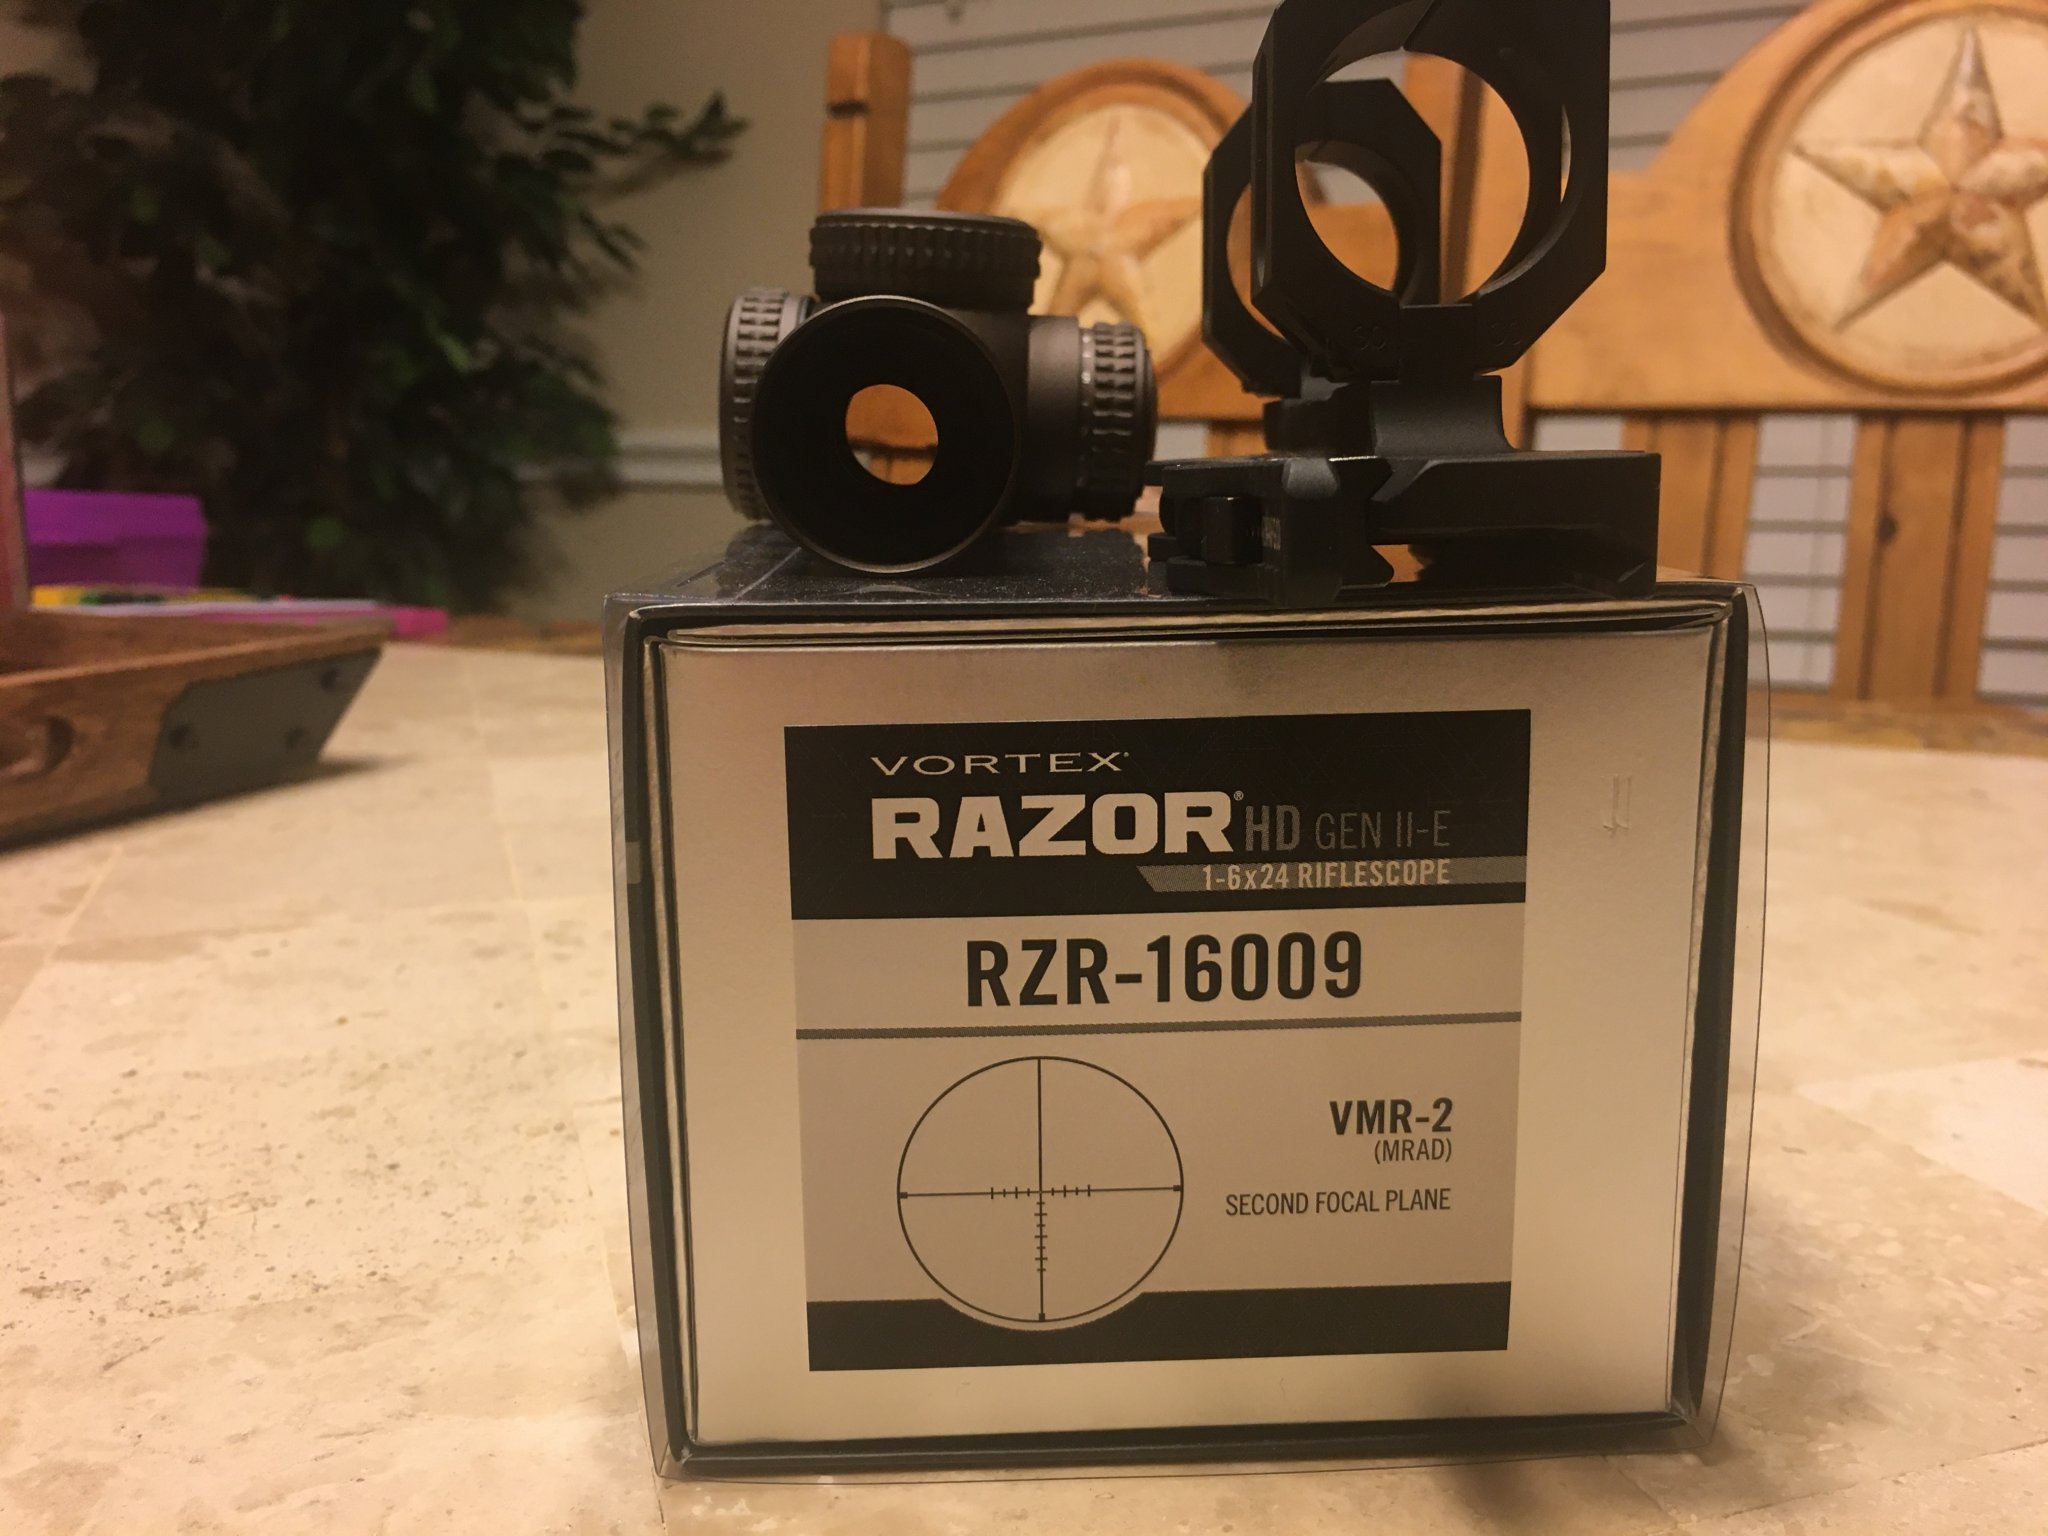 VORTEX®
RAZOR® HD GEN II-E
1-6x24 RIFLESCOPE
RZR-16009
VMR-2
(MRAD)
SECOND FOCAL PLANE